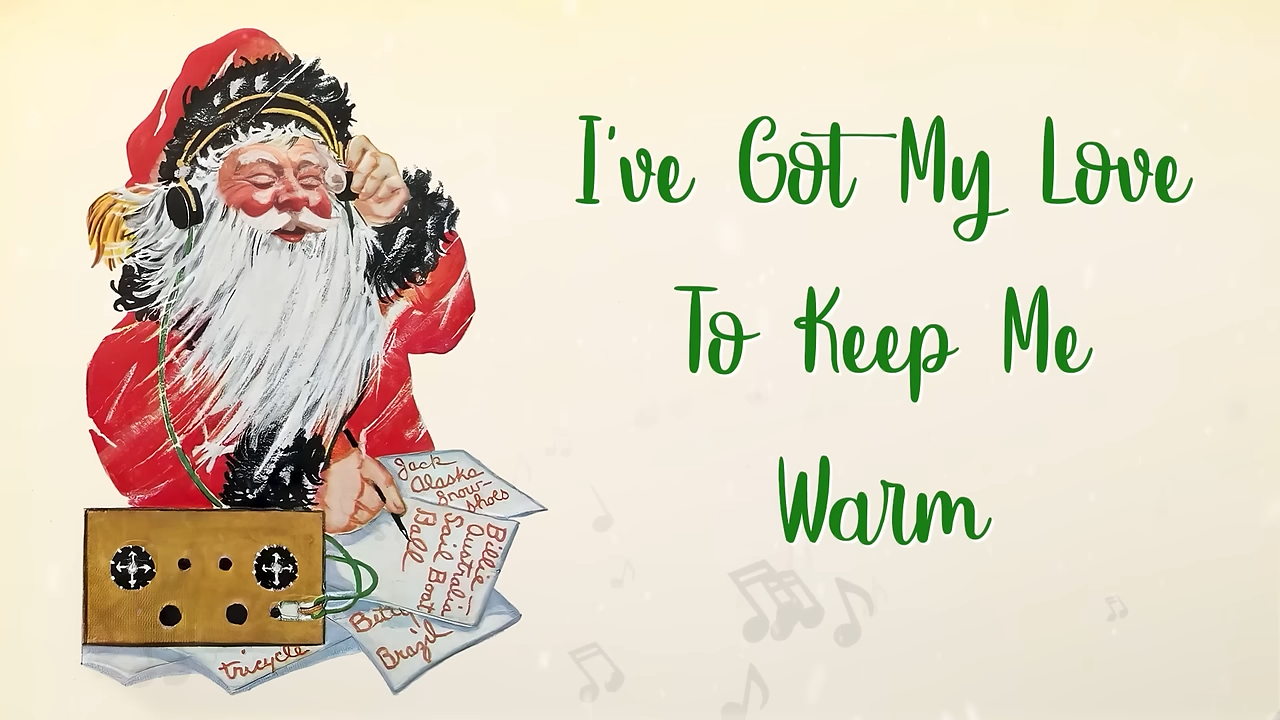 I've Got My Love
To Keep Me
Warm
Jack
Alaska
Snow-
shoes
Billie-
Australia
Sail Boat
Ball
Betty
Brazil
tricycle